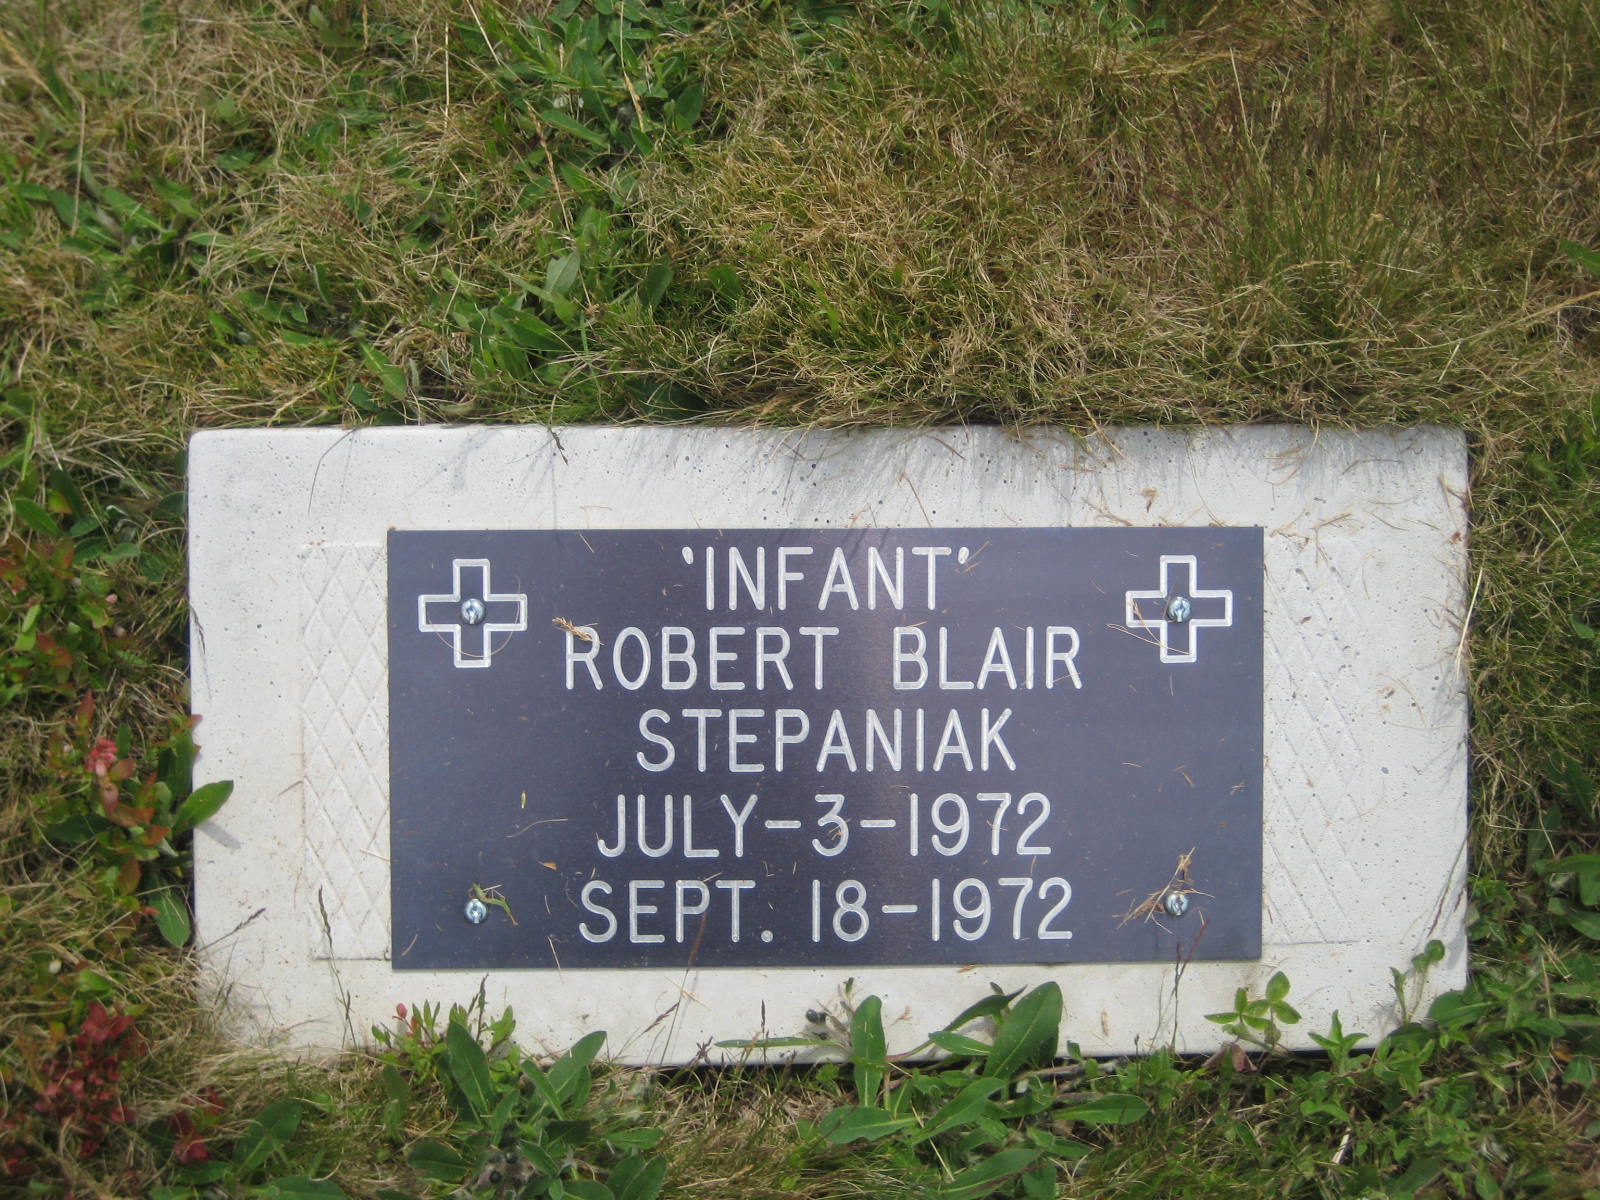 'INFANT'
ROBERT BLAIR
STEPANIAK
JULY-3-1972
SEPT. 18-1972